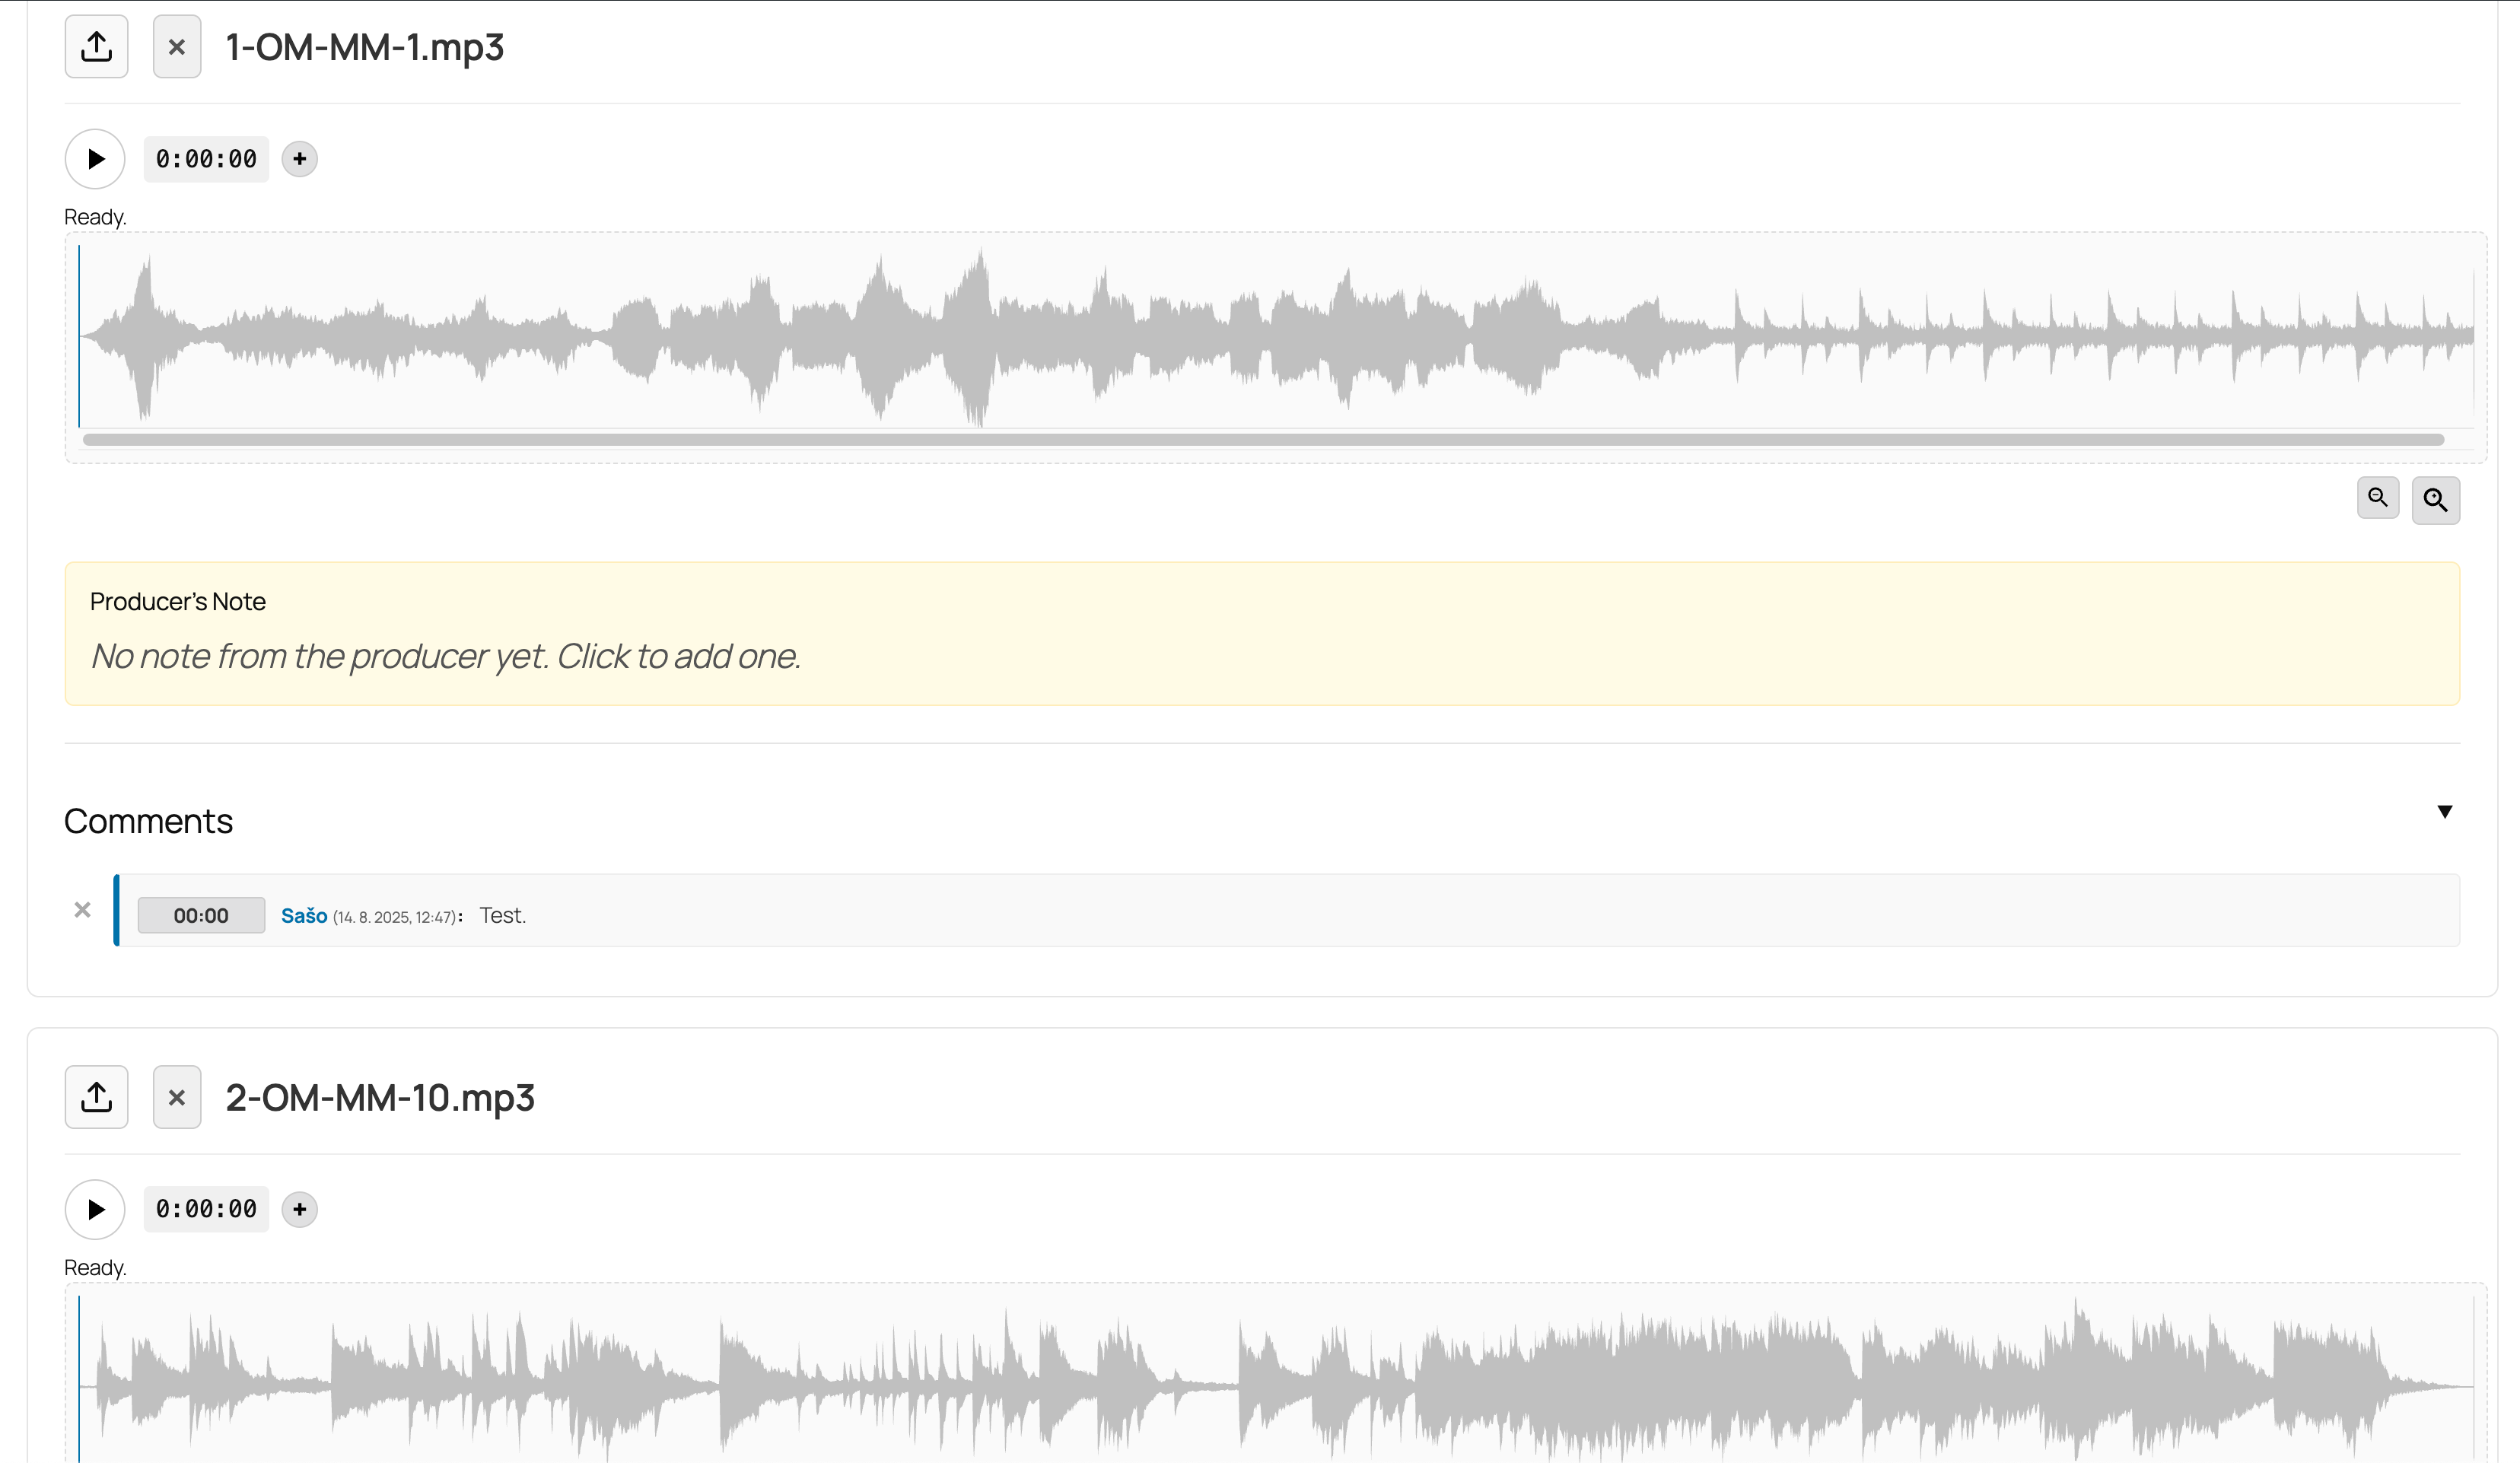 1-OM-MM-1.mp3
0:00:00
Ready.
Producer's Note
No note from the producer yet. Click to add one.
Comments
00:00 Sašo (14. 8. 2025, 12:47): Test.
2-OM-MM-10.mp3
0:00:00
Ready.